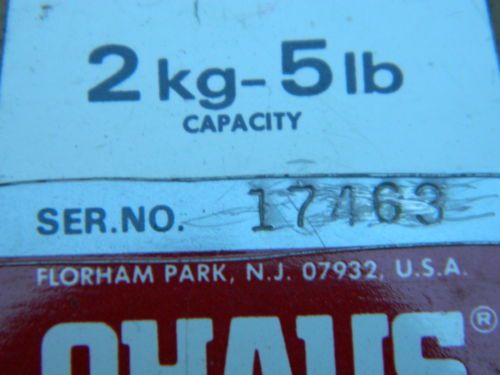 2 kg-5 lb
CAPACITY
SER.NO. 17463
FLORHAM PARK, N.J. 07932, U.S.A.
OHAUS®